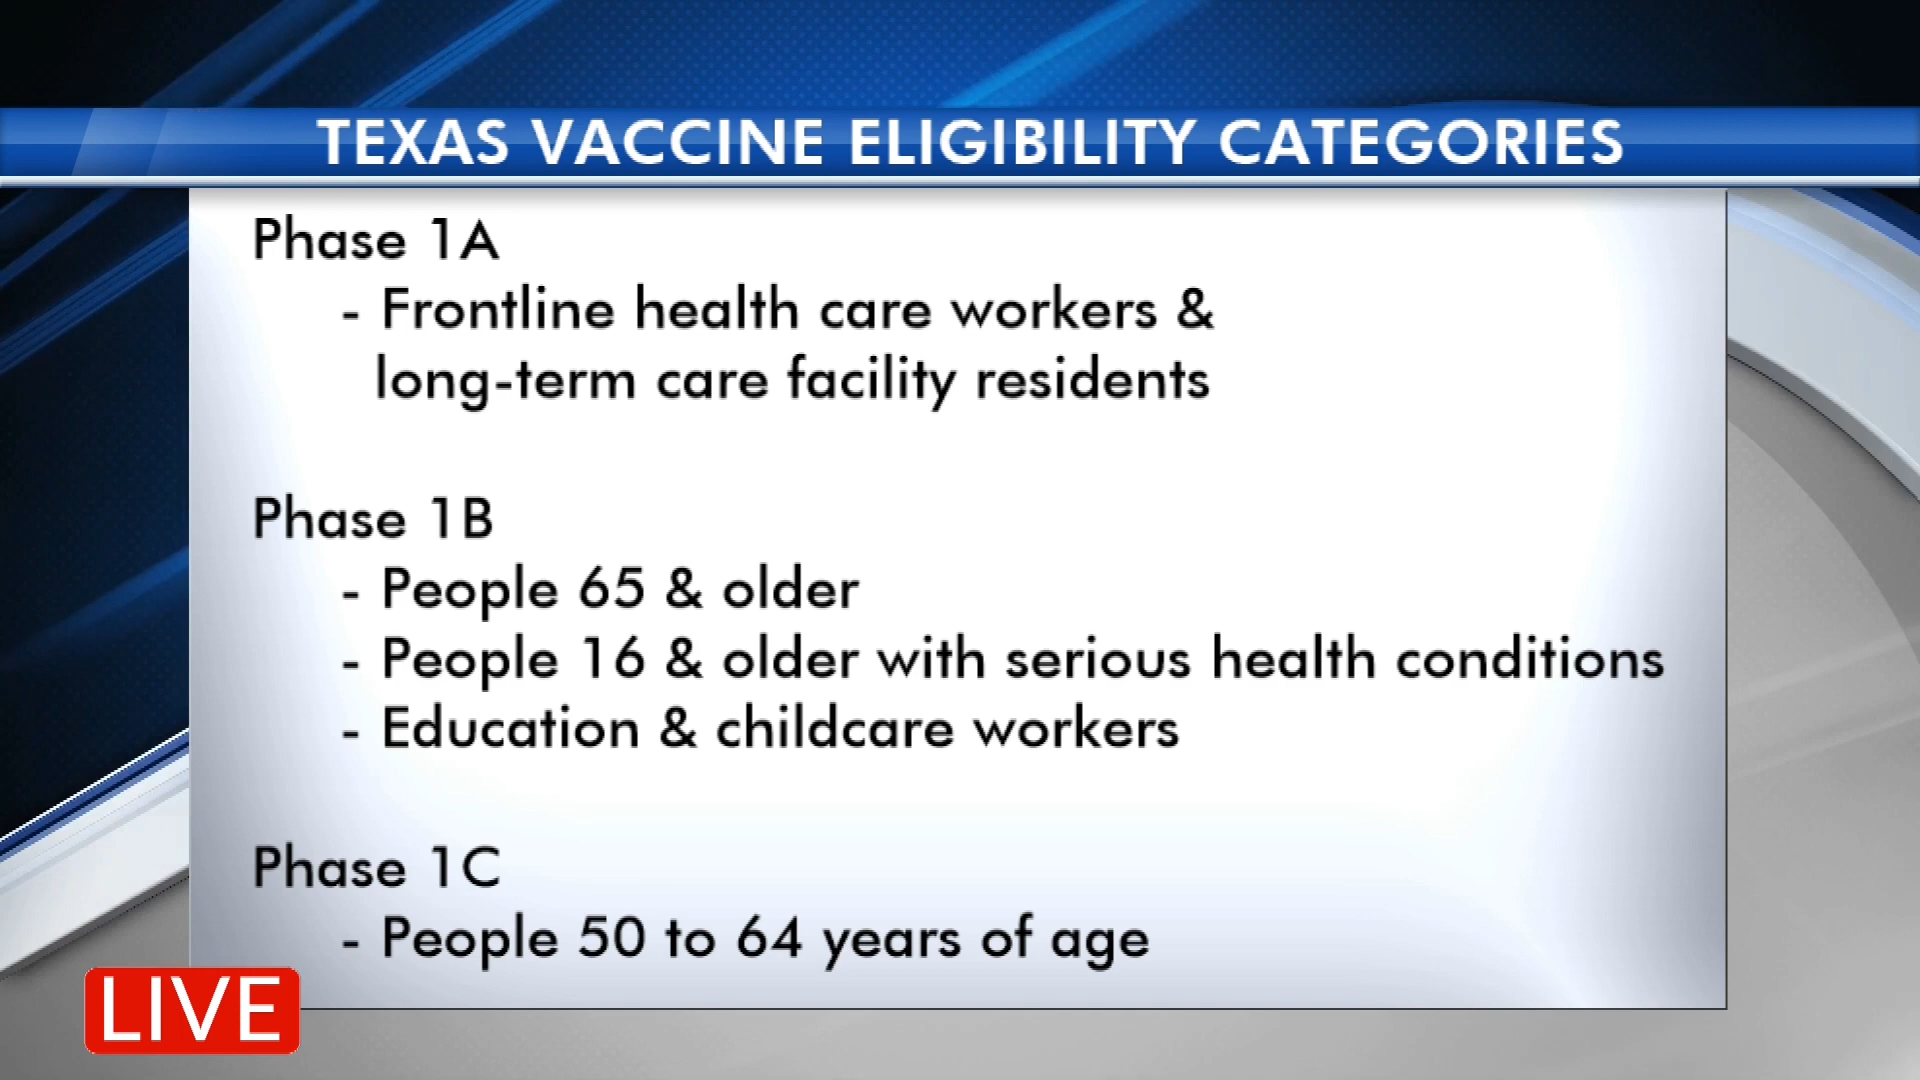 TEXAS VACCINE ELIGIBILITY CATEGORIES
Phase 1A
- Frontline health care workers &
long-term care facility residents
Phase 1B
- People 65 & older
- People 16 & older with serious health conditions
- Education & childcare workers
Phase 1C
- People 50 to 64 years of age
LIVE